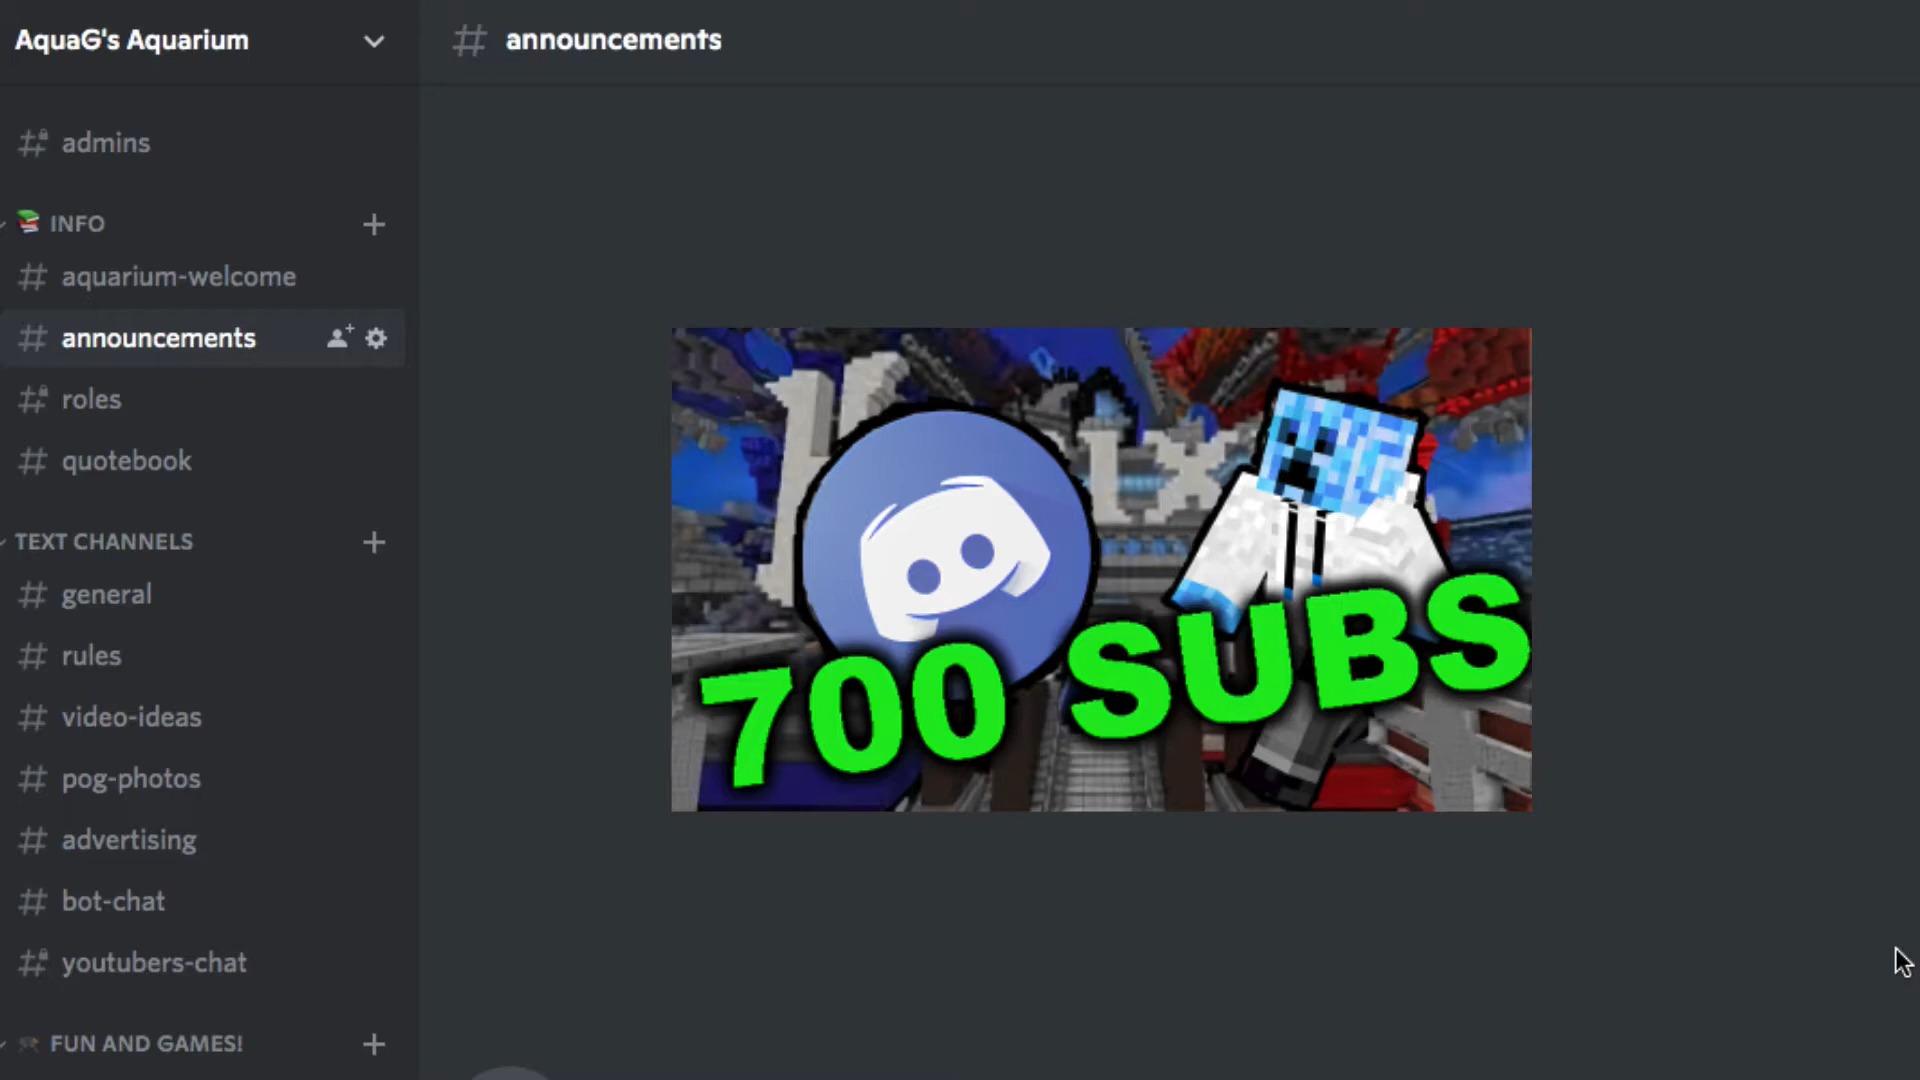 AquaG's Aquarium
announcements
admins
INFO
aquarium-welcome
announcements
roles
quotebook
TEXT CHANNELS
general
rules
video-ideas
pog-photos
advertising
bot-chat
youtubers-chat
FUN AND GAMES!
700 SUBS